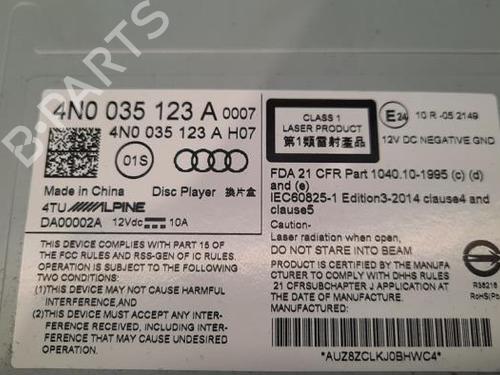 4N0 035 123 A 0007
4N0 035 123 A H07
01S
Made in China
Disc Player 換片盒
4TU ALPINE
DA00002A 12Vdc 10A
THIS DEVICE COMPLIES WITH PART 15 OF
THE FCC RULES AND RSS-GEN OF IC RULES.
OPERATION IS SUBJECT TO THE FOLLOWING
TWO CONDITIONS:
(1)THIS DEVICE MAY NOT CAUSE HARMFUL
INTERFERENCE,AND
(2)THIS DEVICE MUST ACCEPT ANY INTER-
FERENCE RECEIVED, INCLUDING INTER-
FERENCE THAT MAY CAUSE UNDESIRED
OPERATION.
CLASS 1
LASER PRODUCT
第1類雷射產品
E24 10 R -05 2149
12V DC NEGATIVE GND
FDA 21 CFR Part 1040.10-1995 (c) (d)
and (e)
IEC60825-1 Edition3-2014 clause4 and
clause5
Caution-
Laser radiation when open,
DO NOT STARE INTO BEAM
PRODUCT IS CERTIFIED BY THE MANUFA
CTURER TO COMPLY WITH DHHS RULES
21 CFRSUBCHAPTER J APPLICATION AT
THE DATE OF MANUFACTURE.
MANUFACTURED:
R38216
RoHS
*AUZ8ZCLKJ0BHWC4*
B-PARTS